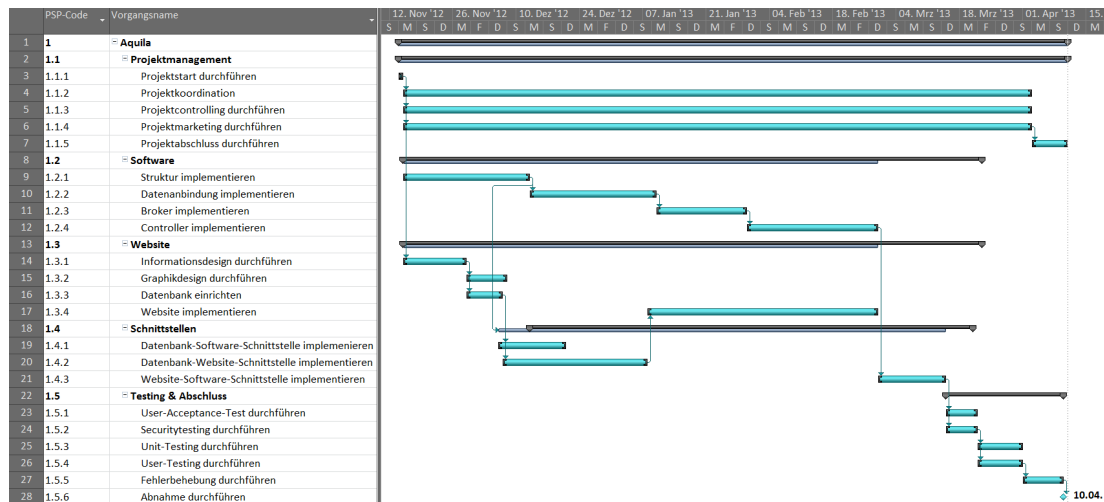 PSP-Code Vorgangsname 12. Nov '12 26. Nov '12 10. Dez '12 24. Dez '12 07. Jan '13 21. Jan '13 04. Feb '13 18. Feb '13 04. Mrz '13 18. Mrz '13 01. Apr '13 15.
S M D M F D S D S M M F D S D S M M F D S D S M M F D S D S M M F D S D M
1 1 Aquila
2 1.1 Projektmanagement
3 1.1.1 Projektstart durchführen
4 1.1.2 Projektkoordination
5 1.1.3 Projektcontrolling durchführen
6 1.1.4 Projektmarketing durchführen
7 1.1.5 Projektabschluss durchführen
8 1.2 Software
9 1.2.1 Struktur implementieren
10 1.2.2 Datenanbindung implementieren
11 1.2.3 Broker implementieren
12 1.2.4 Controller implementieren
13 1.3 Website
14 1.3.1 Informationsdesign durchführen
15 1.3.2 Graphikdesign durchführen
16 1.3.3 Datenbank einrichten
17 1.3.4 Website implementieren
18 1.4 Schnittstellen
19 1.4.1 Datenbank-Software-Schnittstelle implemenieren
20 1.4.2 Datenbank-Website-Schnittstelle implementieren
21 1.4.3 Website-Software-Schnittstelle implementieren
22 1.5 Testing & Abschluss
23 1.5.1 User-Acceptance-Test durchführen
24 1.5.2 Securitytesting durchführen
25 1.5.3 Unit-Testing durchführen
26 1.5.4 User-Testing durchführen
27 1.5.5 Fehlerbehebung durchführen
28 1.5.6 Abnahme durchführen 10.04.